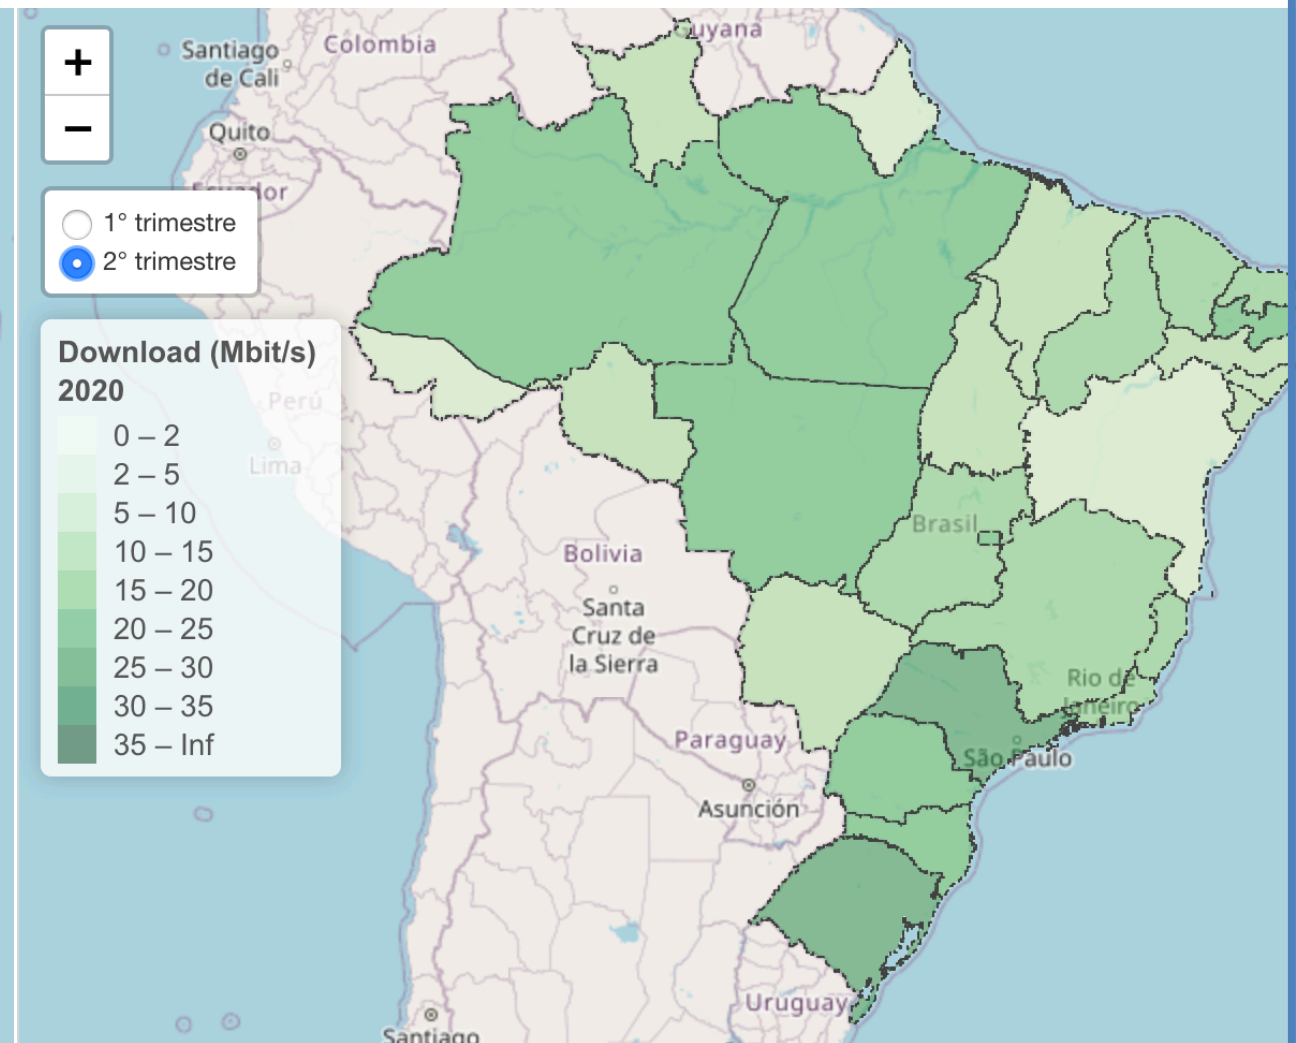 +
−
1° trimestre
2° trimestre
Download (Mbit/s)
2020
0 – 2
2 – 5
5 – 10
10 – 15
15 – 20
20 – 25
25 – 30
30 – 35
35 – Inf
Santiago
de Cali
Colombia
Guyana
Quito
Ecuador
Perú
Lima
Brasil
Bolivia
Santa
Cruz de
la Sierra
Rio de
Janeiro
Paraguay
São Paulo
Asunción
Uruguay
Santiago